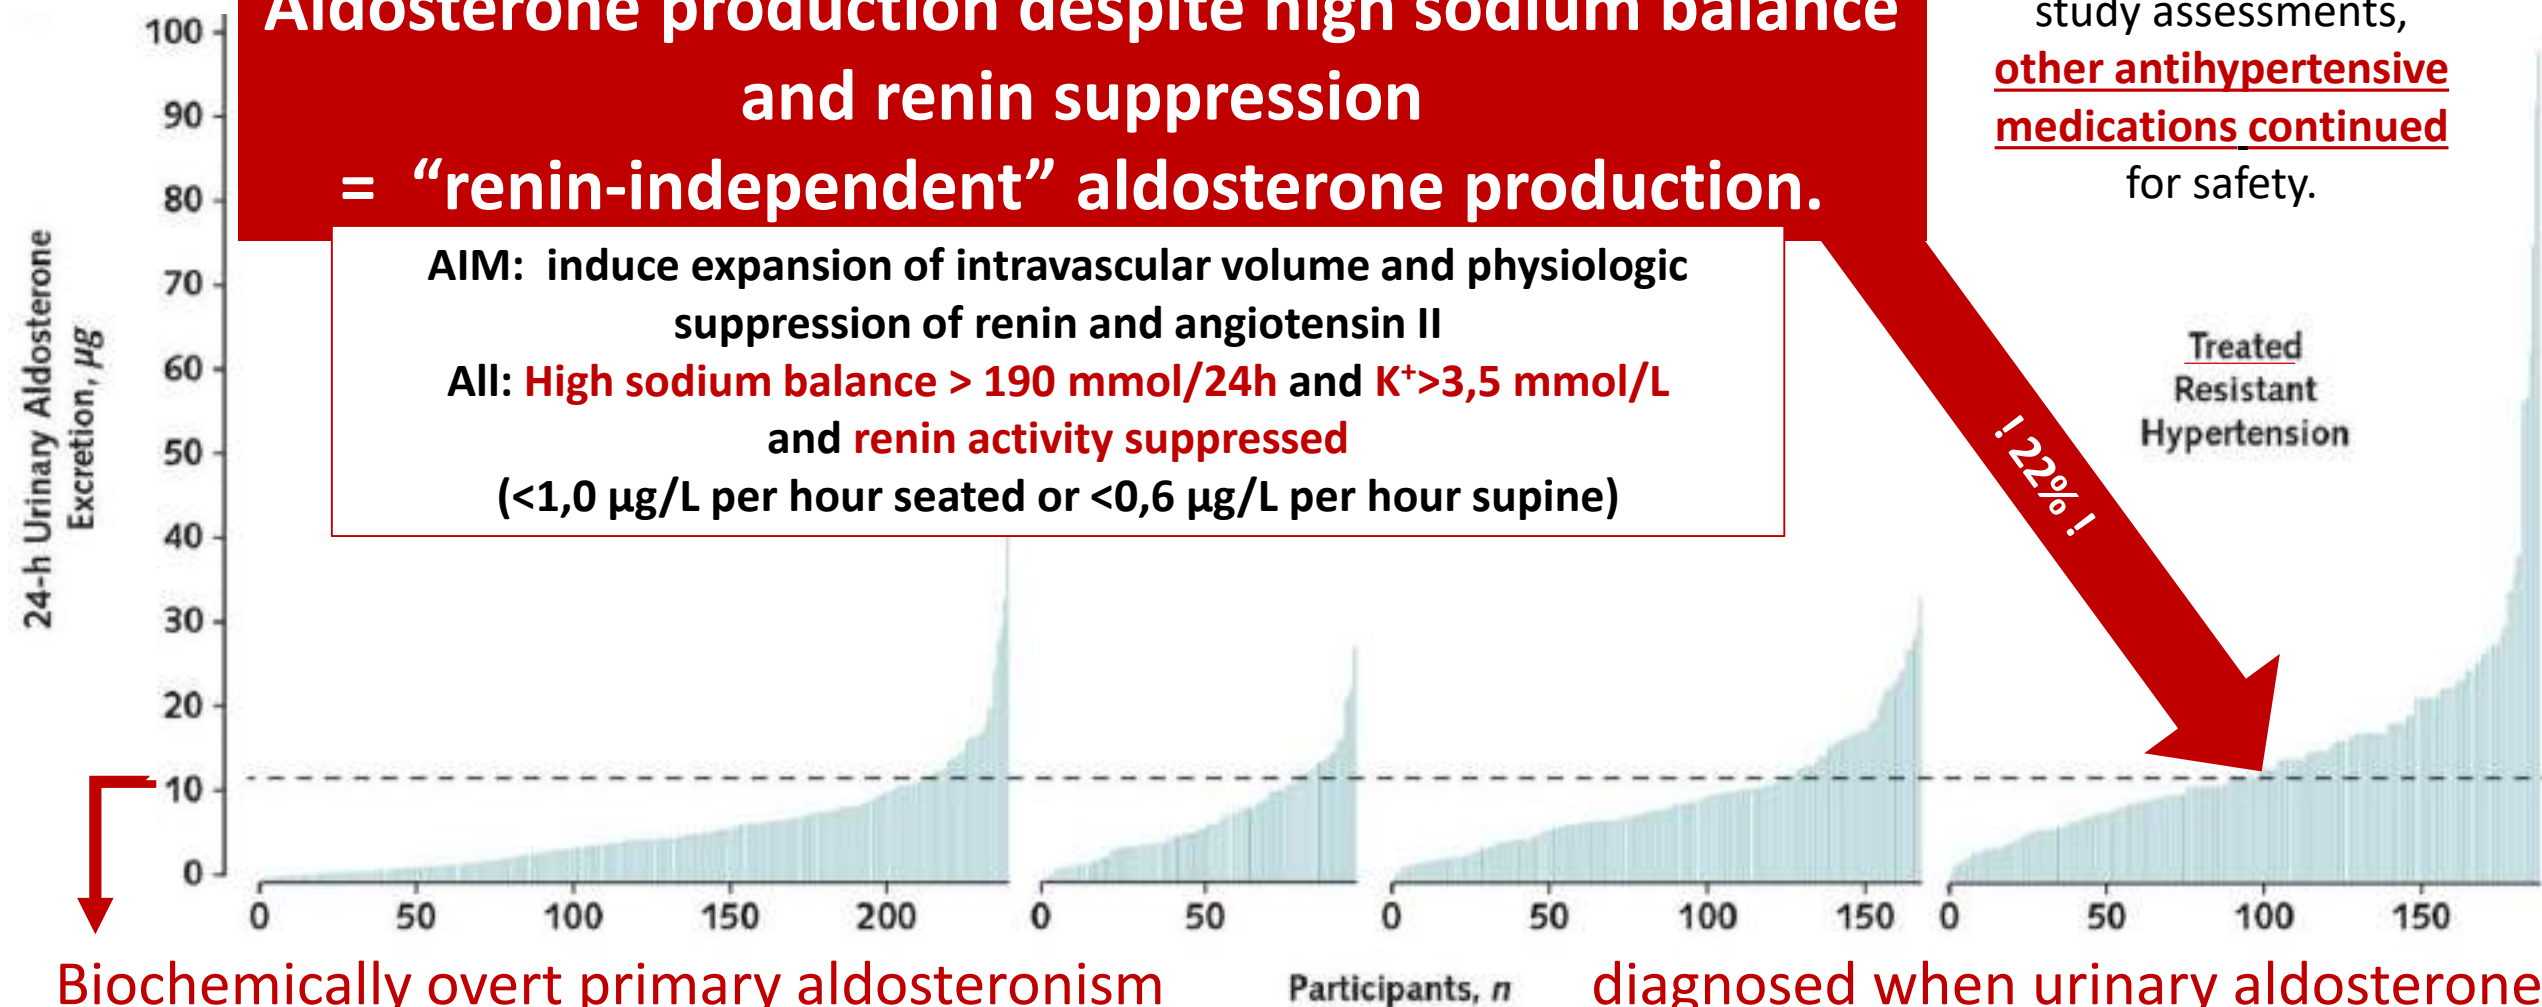 Aldosterone production despite high sodium balance
and renin suppression
= “renin-independent” aldosterone production.
study assessments,
other antihypertensive
medications continued
for safety.
AIM: induce expansion of intravascular volume and physiologic
suppression of renin and angiotensin II
All: High sodium balance > 190 mmol/24h and K⁺>3,5 mmol/L
and renin activity suppressed
(<1,0 µg/L per hour seated or <0,6 µg/L per hour supine)
Treated
Resistant
Hypertension
! 22% !
24-h Urinary Aldosterone
Excretion, µg
100
90
80
70
60
50
40
30
20
10
0
0 50 100 150 200 0 50 0 50 100 150 0 50 100 150
Participants, n
Biochemically overt primary aldosteronism diagnosed when urinary aldosterone